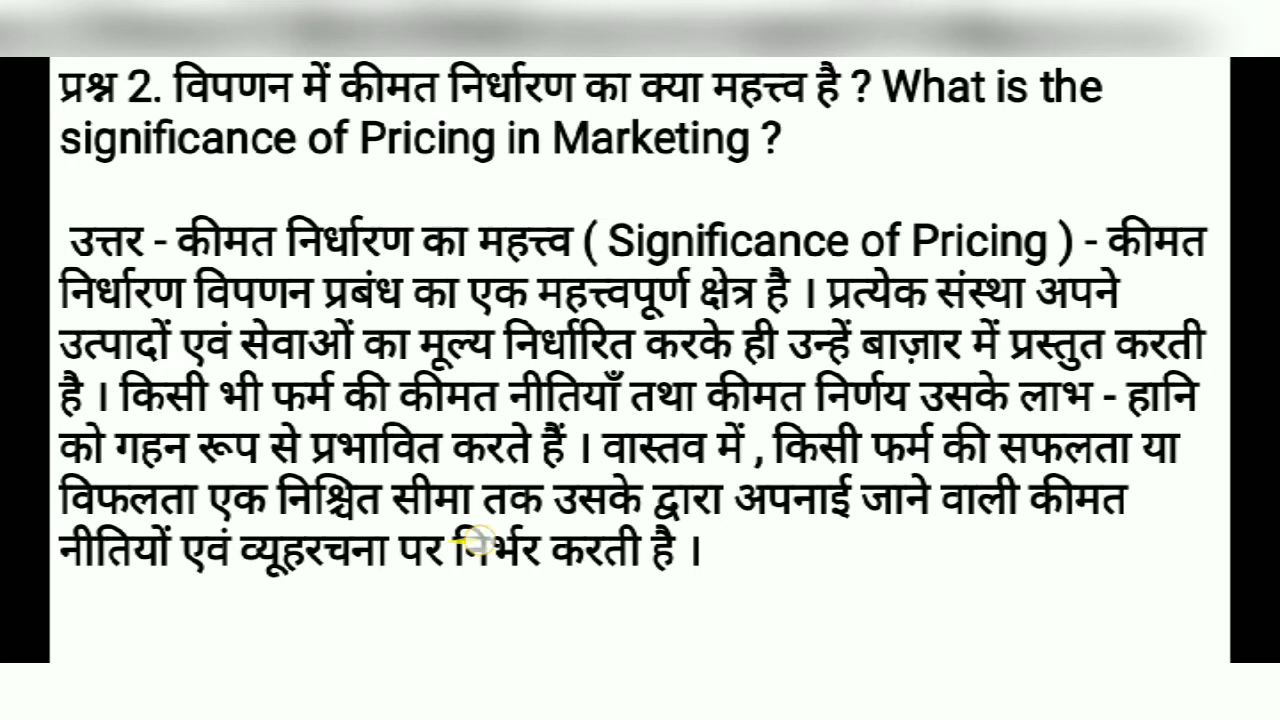 प्रश्न 2. विपणन में कीमत निर्धारण का क्या महत्त्व है ? What is the
significance of Pricing in Marketing ?
उत्तर - कीमत निर्धारण का महत्त्व ( Significance of Pricing ) - कीमत
निर्धारण विपणन प्रबंध का एक महत्त्वपूर्ण क्षेत्र है । प्रत्येक संस्था अपने
उत्पादों एवं सेवाओं का मूल्य निर्धारित करके ही उन्हें बाज़ार में प्रस्तुत करती
है । किसी भी फर्म की कीमत नीतियाँ तथा कीमत निर्णय उसके लाभ - हानि
को गहन रूप से प्रभावित करते हैं । वास्तव में , किसी फर्म की सफलता या
विफलता एक निश्चित सीमा तक उसके द्वारा अपनाई जाने वाली कीमत
नीतियों एवं व्यूहरचना पर निर्भर करती है ।